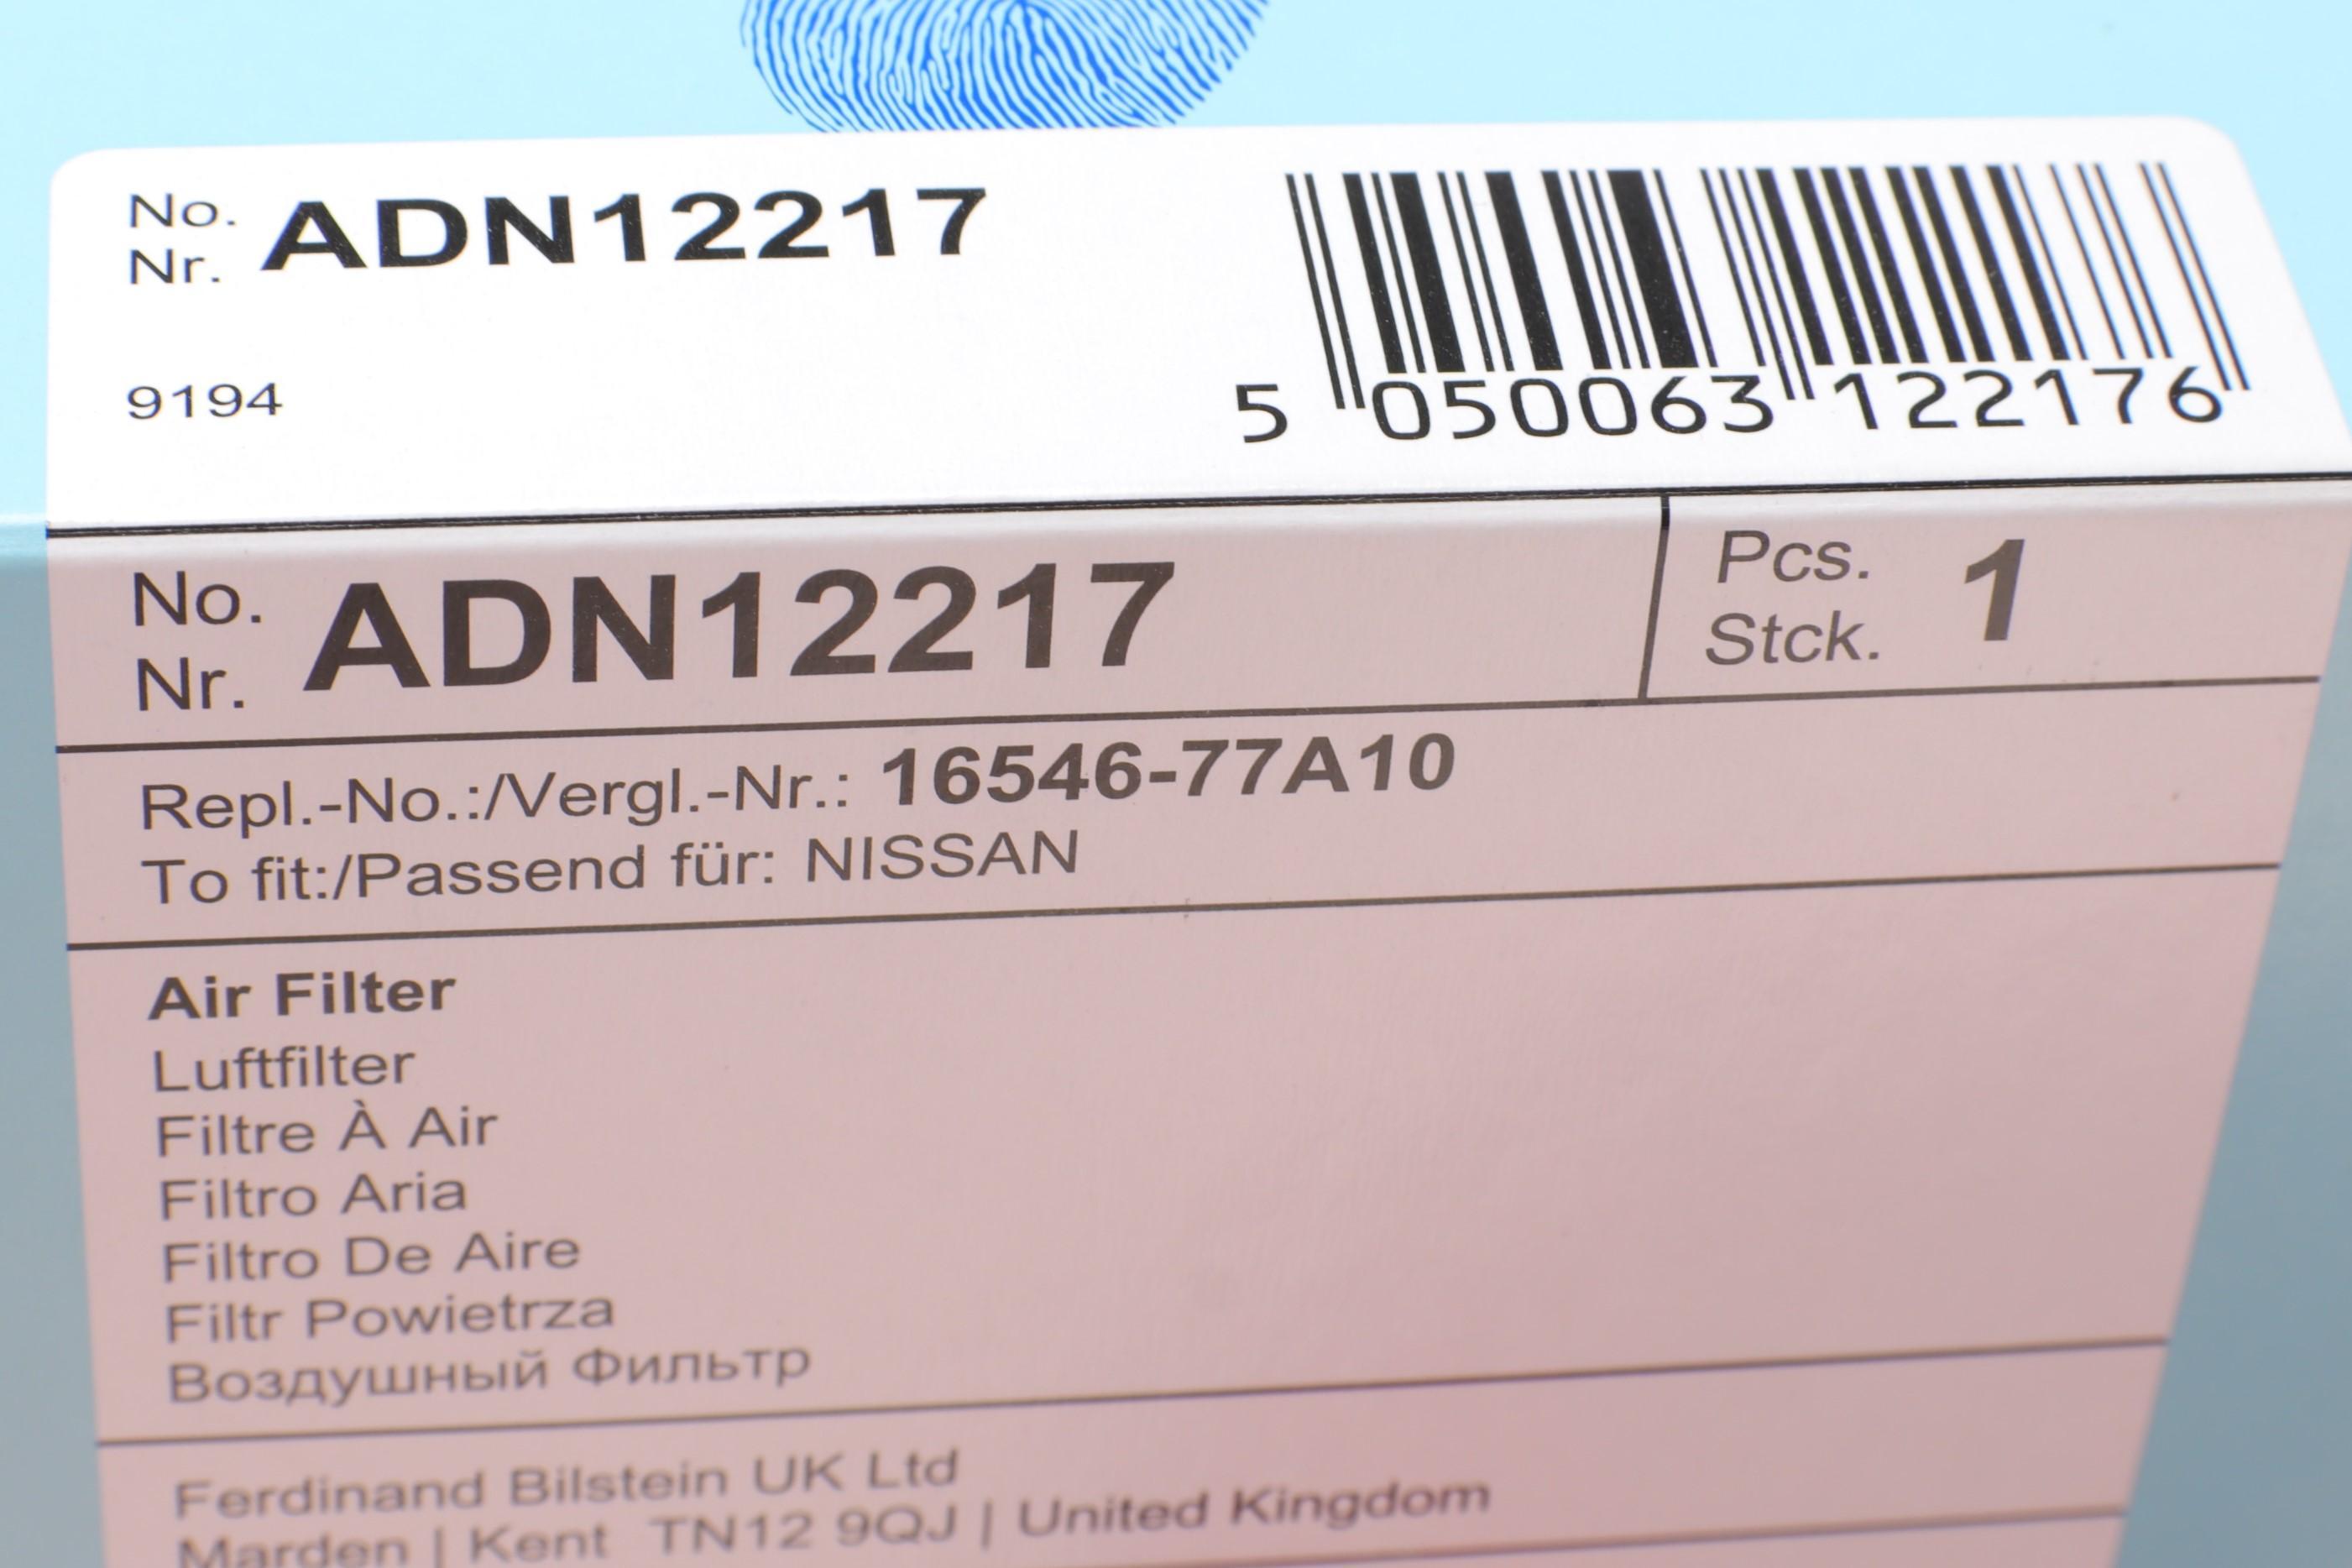 No.
Nr. ADN12217
9194
5 050063 122176
No.
Nr. ADN12217
Pcs.
Stck. 1
Repl.-No.:/Vergl.-Nr.: 16546-77A10
To fit:/Passend für: NISSAN
Air Filter
Luftfilter
Filtre À Air
Filtro Aria
Filtro De Aire
Filtr Powietrza
Воздушный Фильтр
Ferdinand Bilstein UK Ltd
Marden | Kent TN12 9QJ | United Kingdom